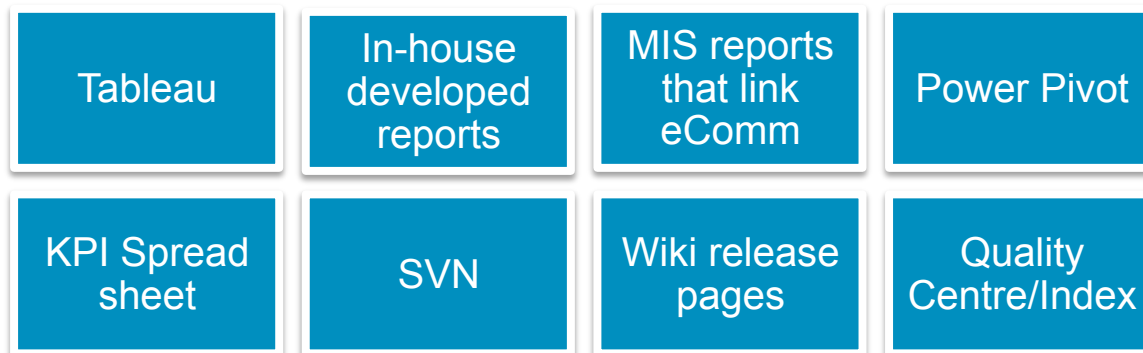 Tableau
In-house
developed
reports
MIS reports
that link
eComm
Power Pivot
KPI Spread
sheet
SVN
Wiki release
pages
Quality
Centre/Index